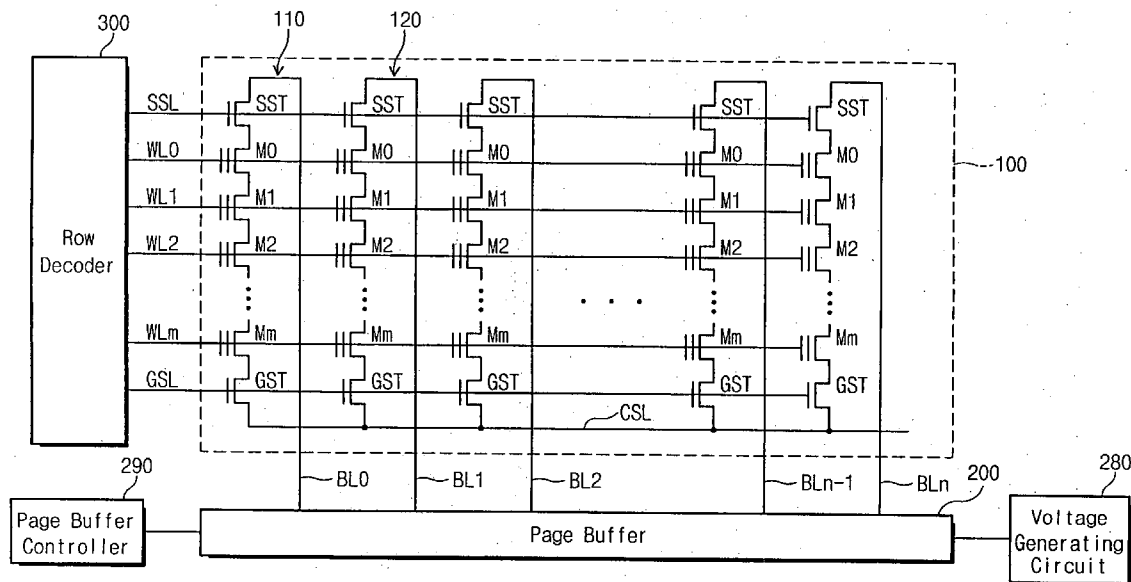 300
110
120
SSL SST SST SST SST SST
WL0 M0 M0 M0 M0 M0
100
WL1 M1 M1 M1 M1 M1
Row
Decoder
WL2 M2 M2 M2 M2 M2
WLm Mm Mm Mm Mm Mm
GSL GST GST GST GST GST
CSL
290
BL0 BL1 BL2 BLn-1 BLn
200
280
Page Buffer
Controller
Page Buffer
Voltage
Generating
Circuit